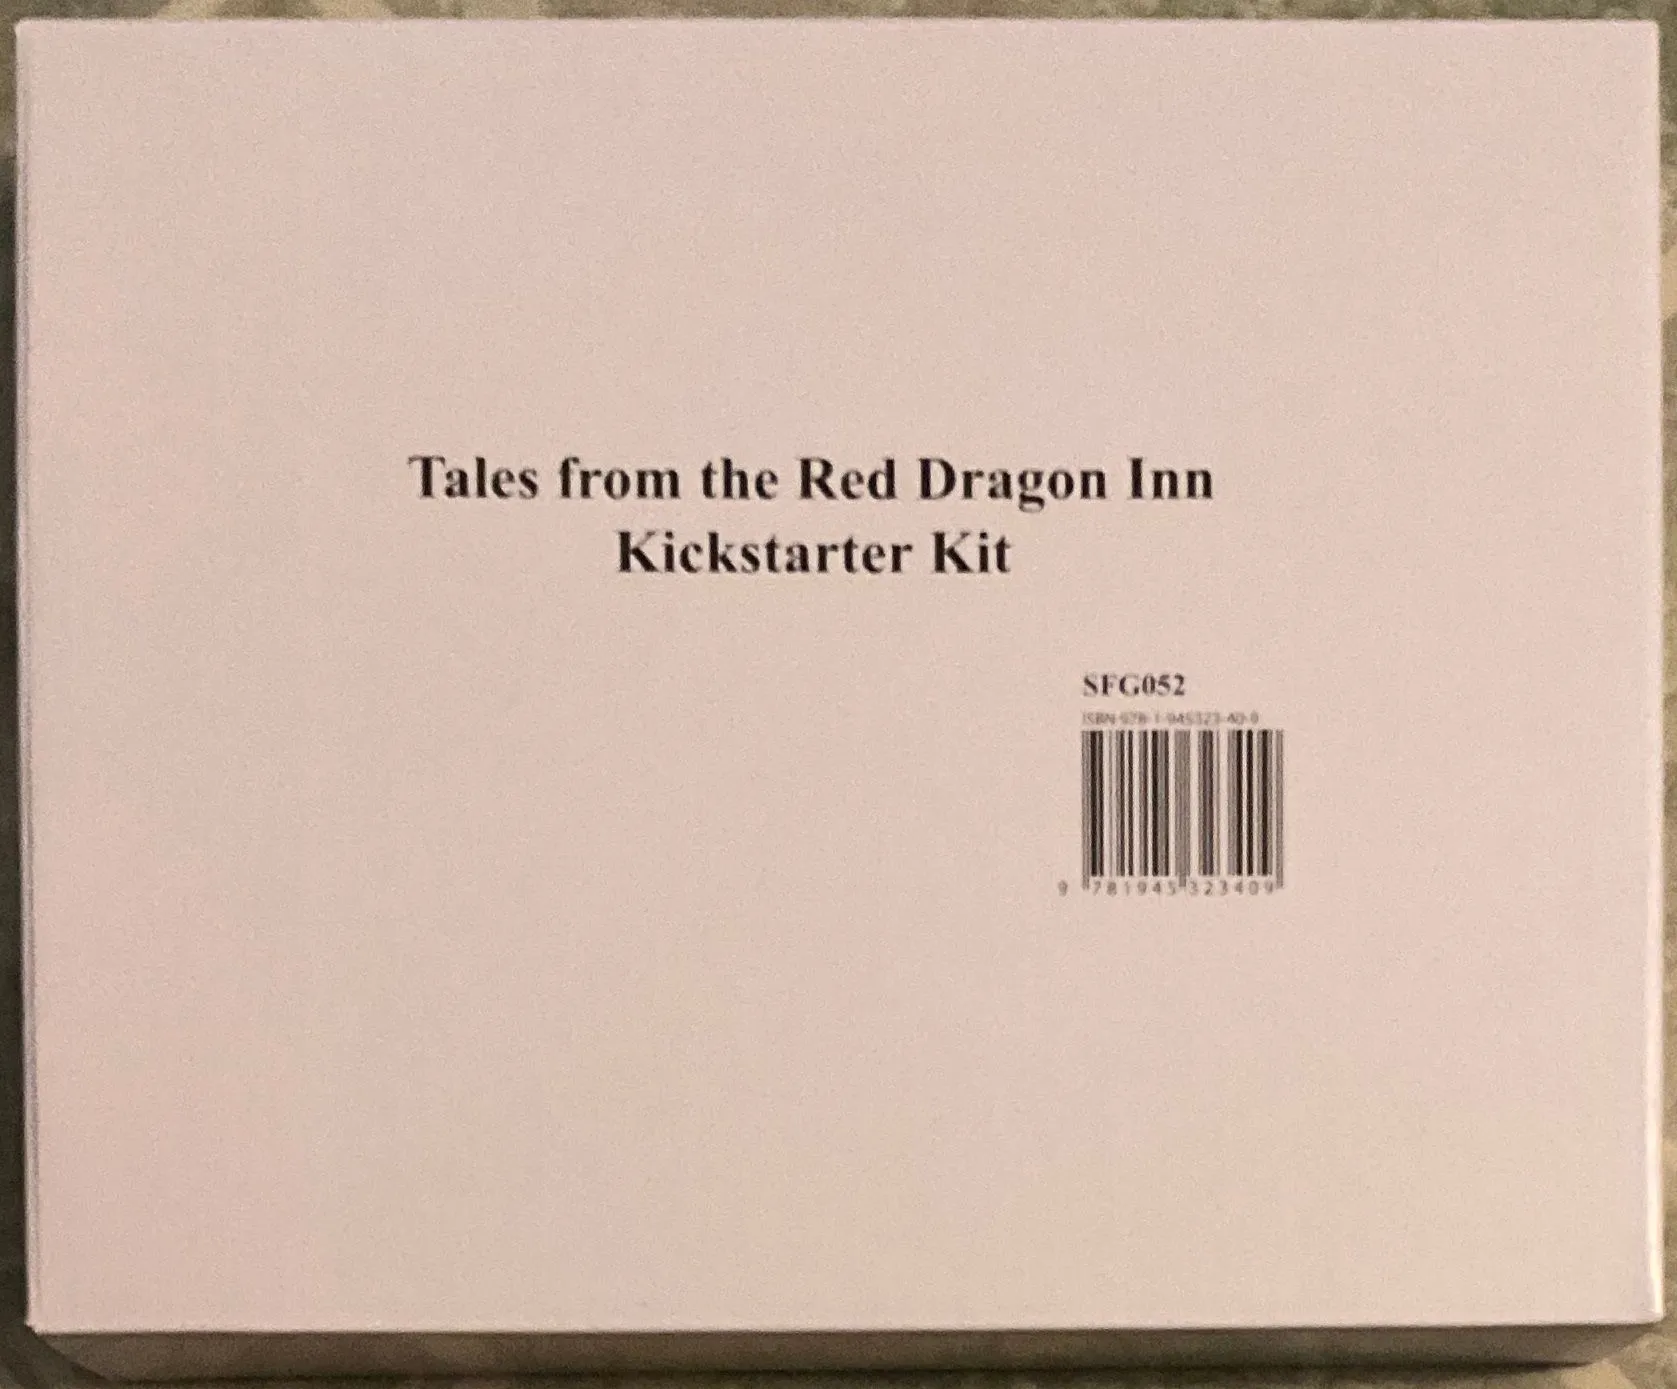 Tales from the Red Dragon Inn
Kickstarter Kit
SFG052
ISBN 978-1-945323-40-9
9 781945 323409